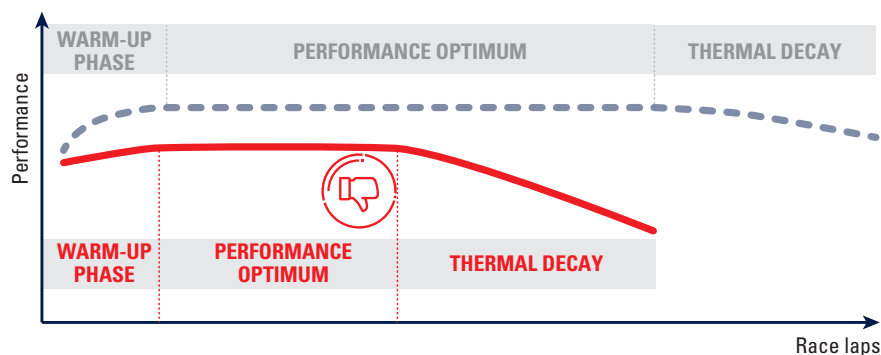 WARM-UP
PHASE
PERFORMANCE OPTIMUM
THERMAL DECAY
Performance
WARM-UP
PHASE
PERFORMANCE
OPTIMUM
THERMAL DECAY
Race laps